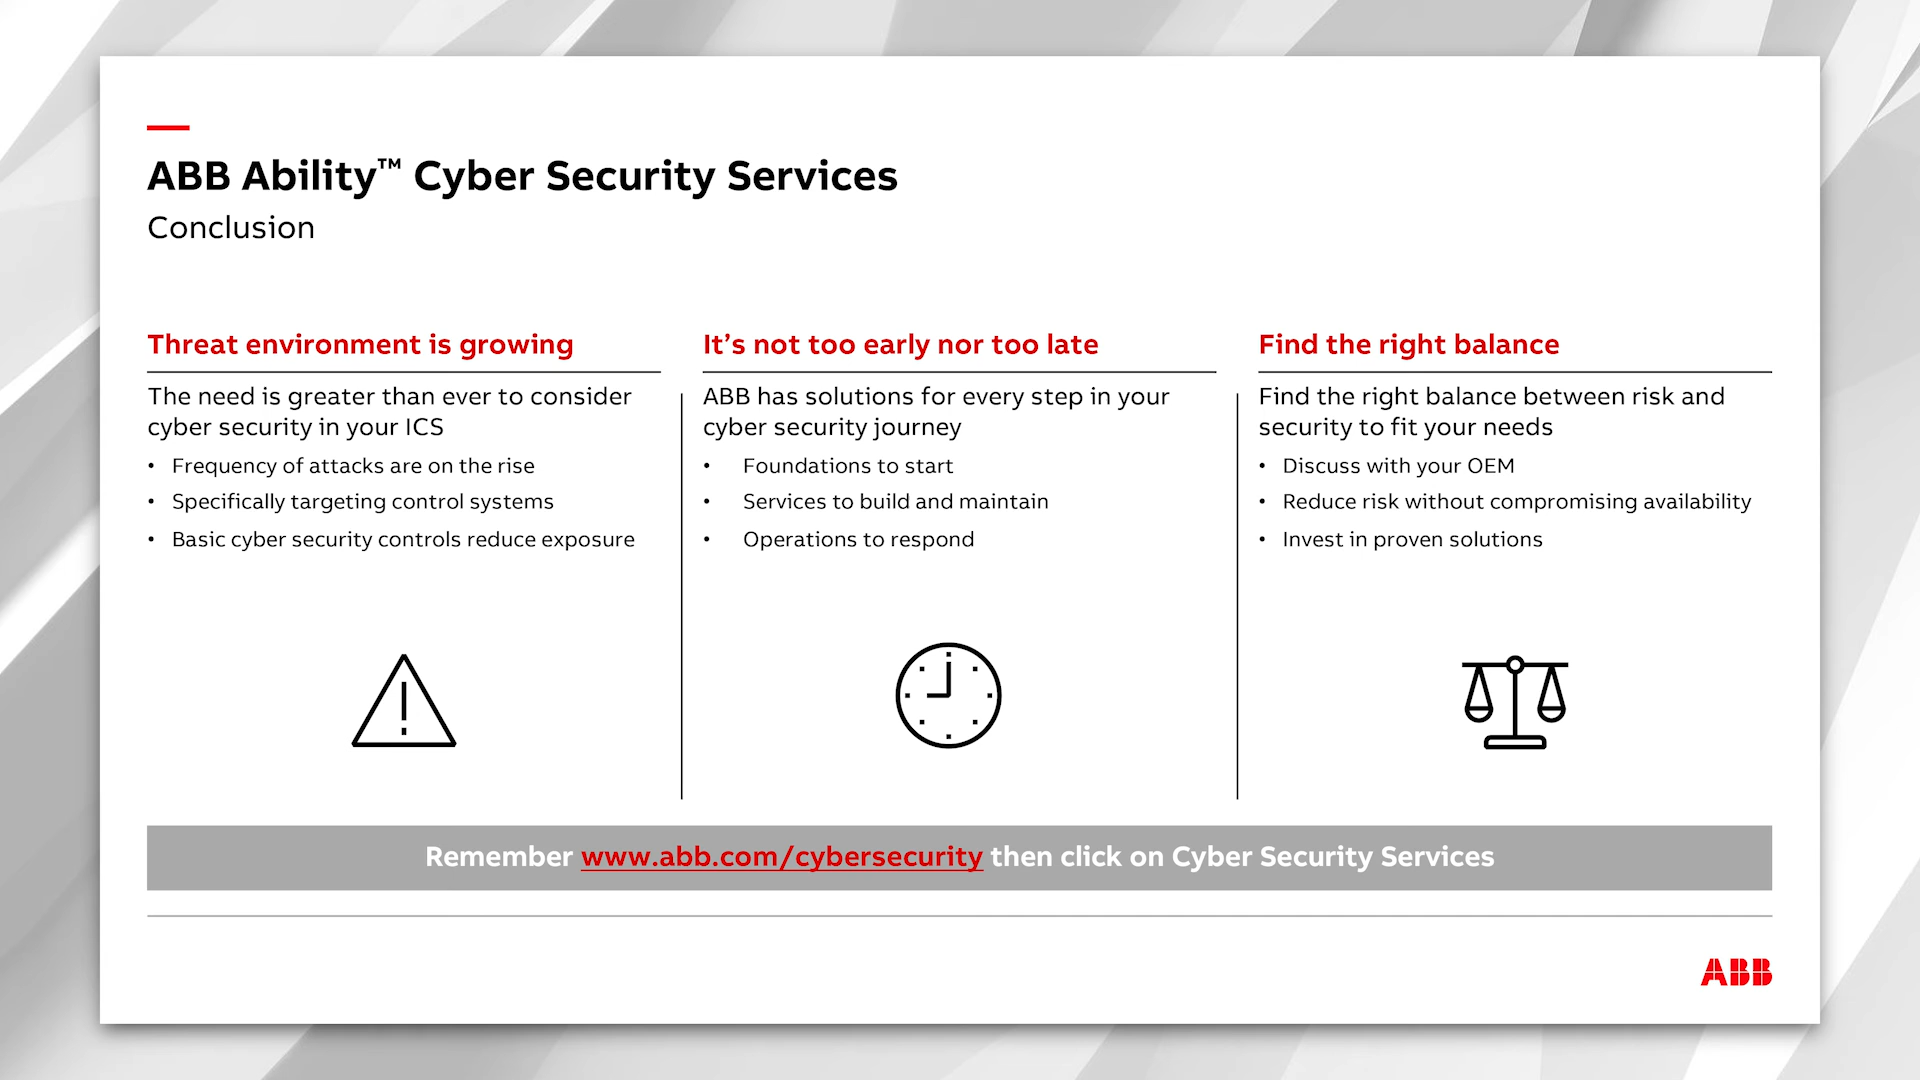 ABB Ability™ Cyber Security Services
Conclusion
Threat environment is growing
The need is greater than ever to consider
cyber security in your ICS
• Frequency of attacks are on the rise
• Specifically targeting control systems
• Basic cyber security controls reduce exposure
It’s not too early nor too late
ABB has solutions for every step in your
cyber security journey
• Foundations to start
• Services to build and maintain
• Operations to respond
Find the right balance
Find the right balance between risk and
security to fit your needs
• Discuss with your OEM
• Reduce risk without compromising availability
• Invest in proven solutions
Remember www.abb.com/cybersecurity then click on Cyber Security Services
ABB